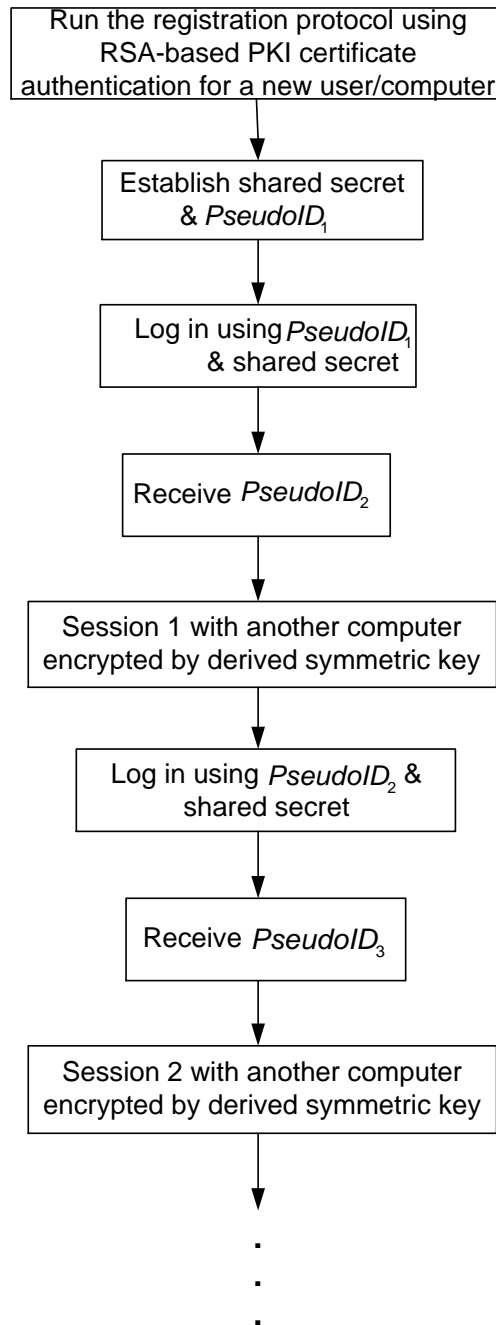 Run the registration protocol using
RSA-based PKI certificate
authentication for a new user/computer
Establish shared secret
& PseudoID₁
Log in using PseudoID₁
& shared secret
Receive PseudoID₂
Session 1 with another computer
encrypted by derived symmetric key
Log in using PseudoID₂ &
shared secret
Receive PseudoID₃
Session 2 with another computer
encrypted by derived symmetric key
.
.
.